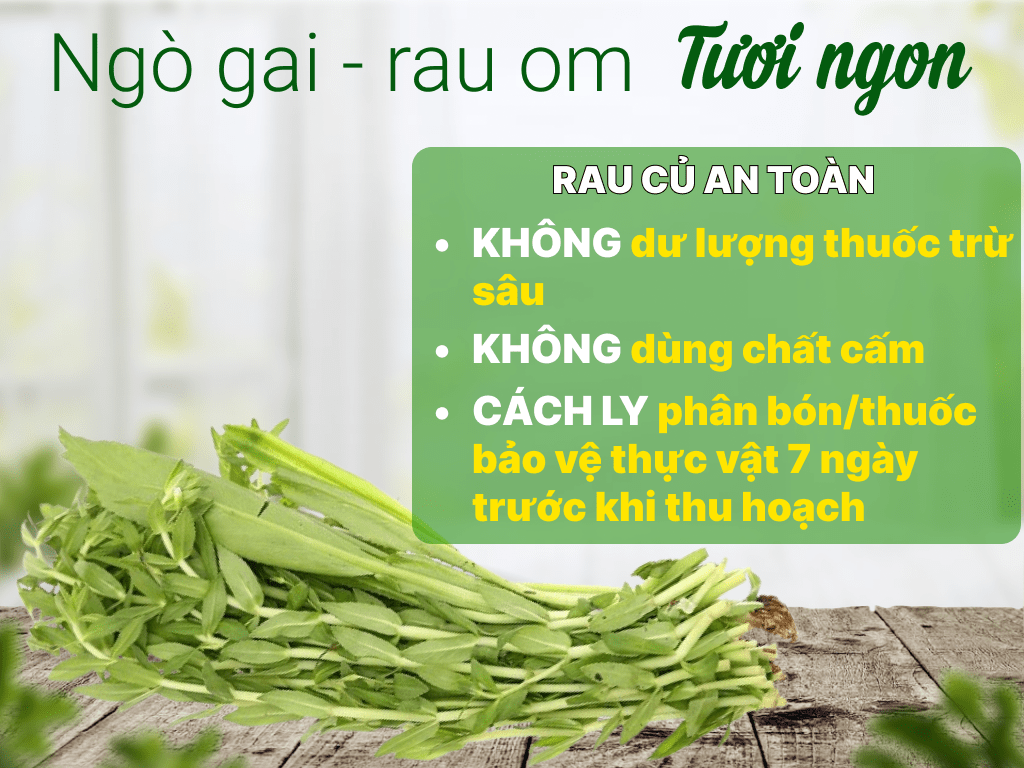 Ngò gai - rau om Tươi ngon
RAU CỦ AN TOÀN
• KHÔNG dư lượng thuốc trừ
sâu
• KHÔNG dùng chất cấm
• CÁCH LY phân bón/thuốc
bảo vệ thực vật 7 ngày
trước khi thu hoạch